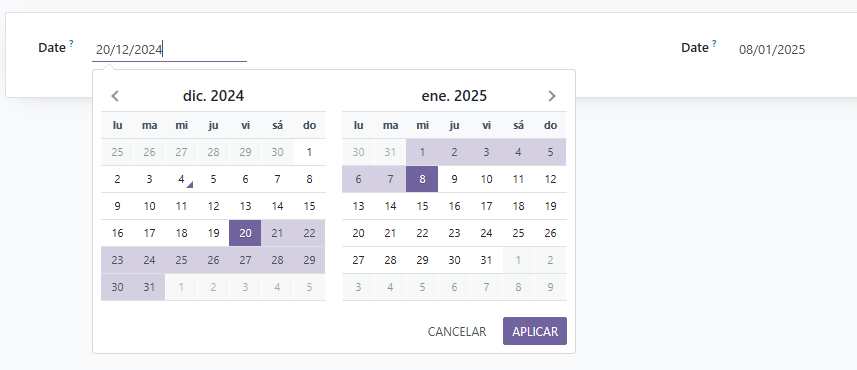 Date ? 20/12/2024 Date ? 08/01/2025
dic. 2024 ene. 2025
lu ma mi ju vi sá do lu ma mi ju vi sá do
25 26 27 28 29 30 1 30 31 1 2 3 4 5
2 3 4 5 6 7 8 6 7 8 9 10 11 12
9 10 11 12 13 14 15 13 14 15 16 17 18 19
16 17 18 19 20 21 22 20 21 22 23 24 25 26
23 24 25 26 27 28 29 27 28 29 30 31 1 2
30 31 1 2 3 4 5 3 4 5 6 7 8 9
CANCELAR APLICAR